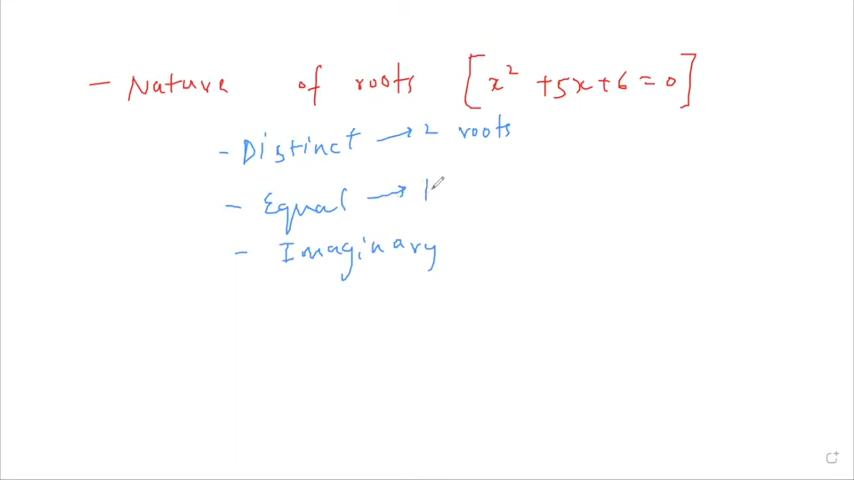 - Nature of roots [x² + 5x + 6 = 0]
- Distinct → 2 roots
- Equal → 1
- Imaginary